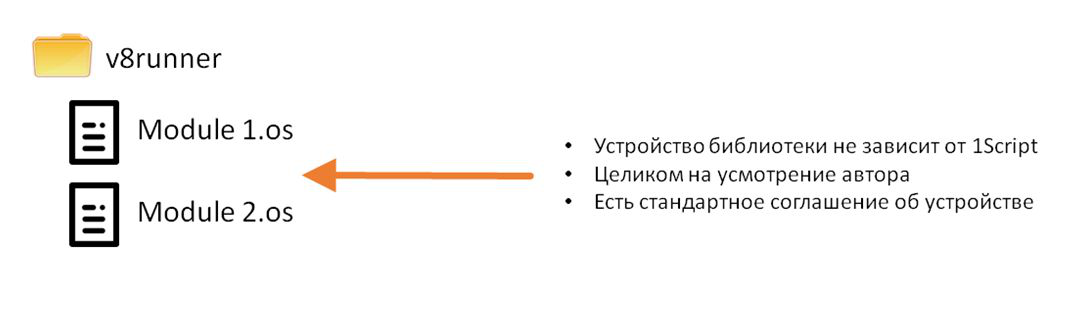 v8runner
Module 1.os
Module 2.os
• Устройство библиотеки не зависит от 1Script
• Целиком на усмотрение автора
• Есть стандартное соглашение об устройстве